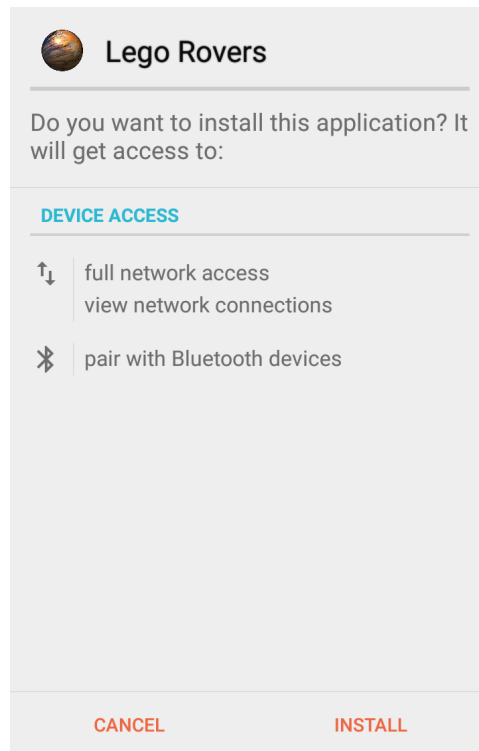 Lego Rovers
Do you want to install this application? It
will get access to:
DEVICE ACCESS
full network access
view network connections
pair with Bluetooth devices
CANCEL
INSTALL